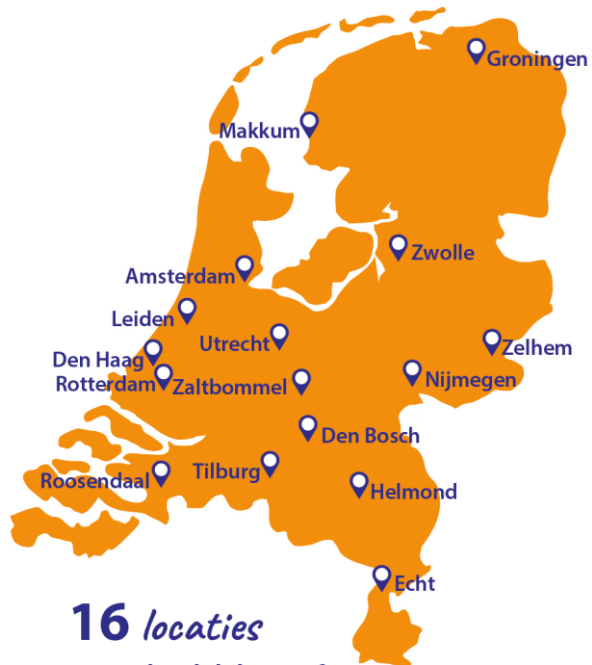 Groningen
Makkum
Zwolle
Amsterdam
Leiden
Utrecht
Zelhem
Den Haag
Rotterdam
Zaltbommel
Nijmegen
Den Bosch
Tilburg
Roosendaal
Helmond
Echt
16 locaties